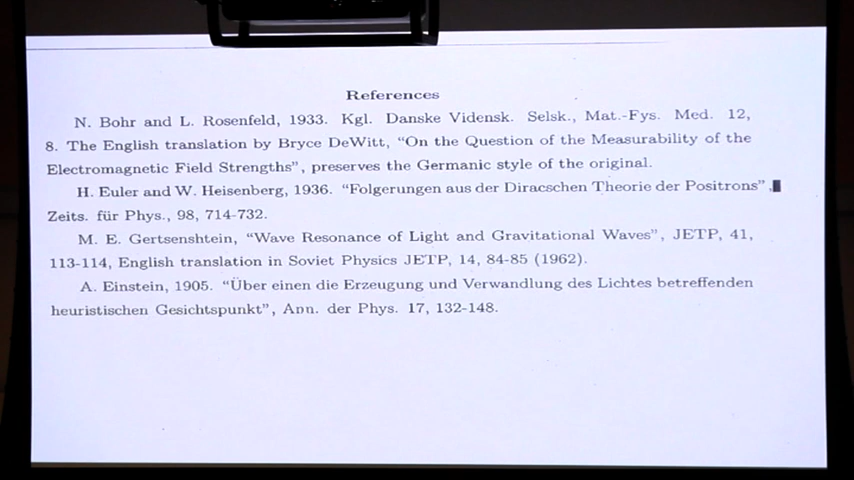 References
N. Bohr and L. Rosenfeld, 1933. Kgl. Danske Vidensk. Selsk., Mat.-Fys. Med. 12,
8. The English translation by Bryce DeWitt, “On the Question of the Measurability of the
Electromagnetic Field Strengths”, preserves the Germanic style of the original.
H. Euler and W. Heisenberg, 1936. “Folgerungen aus der Diracschen Theorie der Positrons”,
Zeits. für Phys., 98, 714-732.
M. E. Gertsenshtein, “Wave Resonance of Light and Gravitational Waves”, JETP, 41,
113-114, English translation in Soviet Physics JETP, 14, 84-85 (1962).
A. Einstein, 1905. “Über einen die Erzeugung und Verwandlung des Lichtes betreffenden
heuristischen Gesichtspunkt”, Ann. der Phys. 17, 132-148.